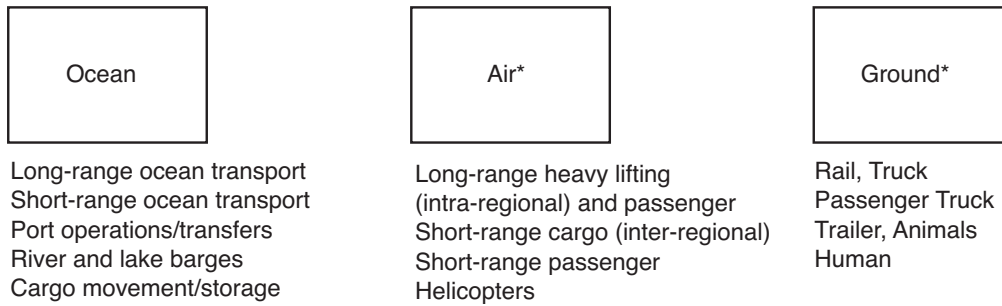 Ocean
Long-range ocean transport
Short-range ocean transport
Port operations/transfers
River and lake barges
Cargo movement/storage
Air*
Long-range heavy lifting
(intra-regional) and passenger
Short-range cargo (inter-regional)
Short-range passenger
Helicopters
Ground*
Rail, Truck
Passenger Truck
Trailer, Animals
Human